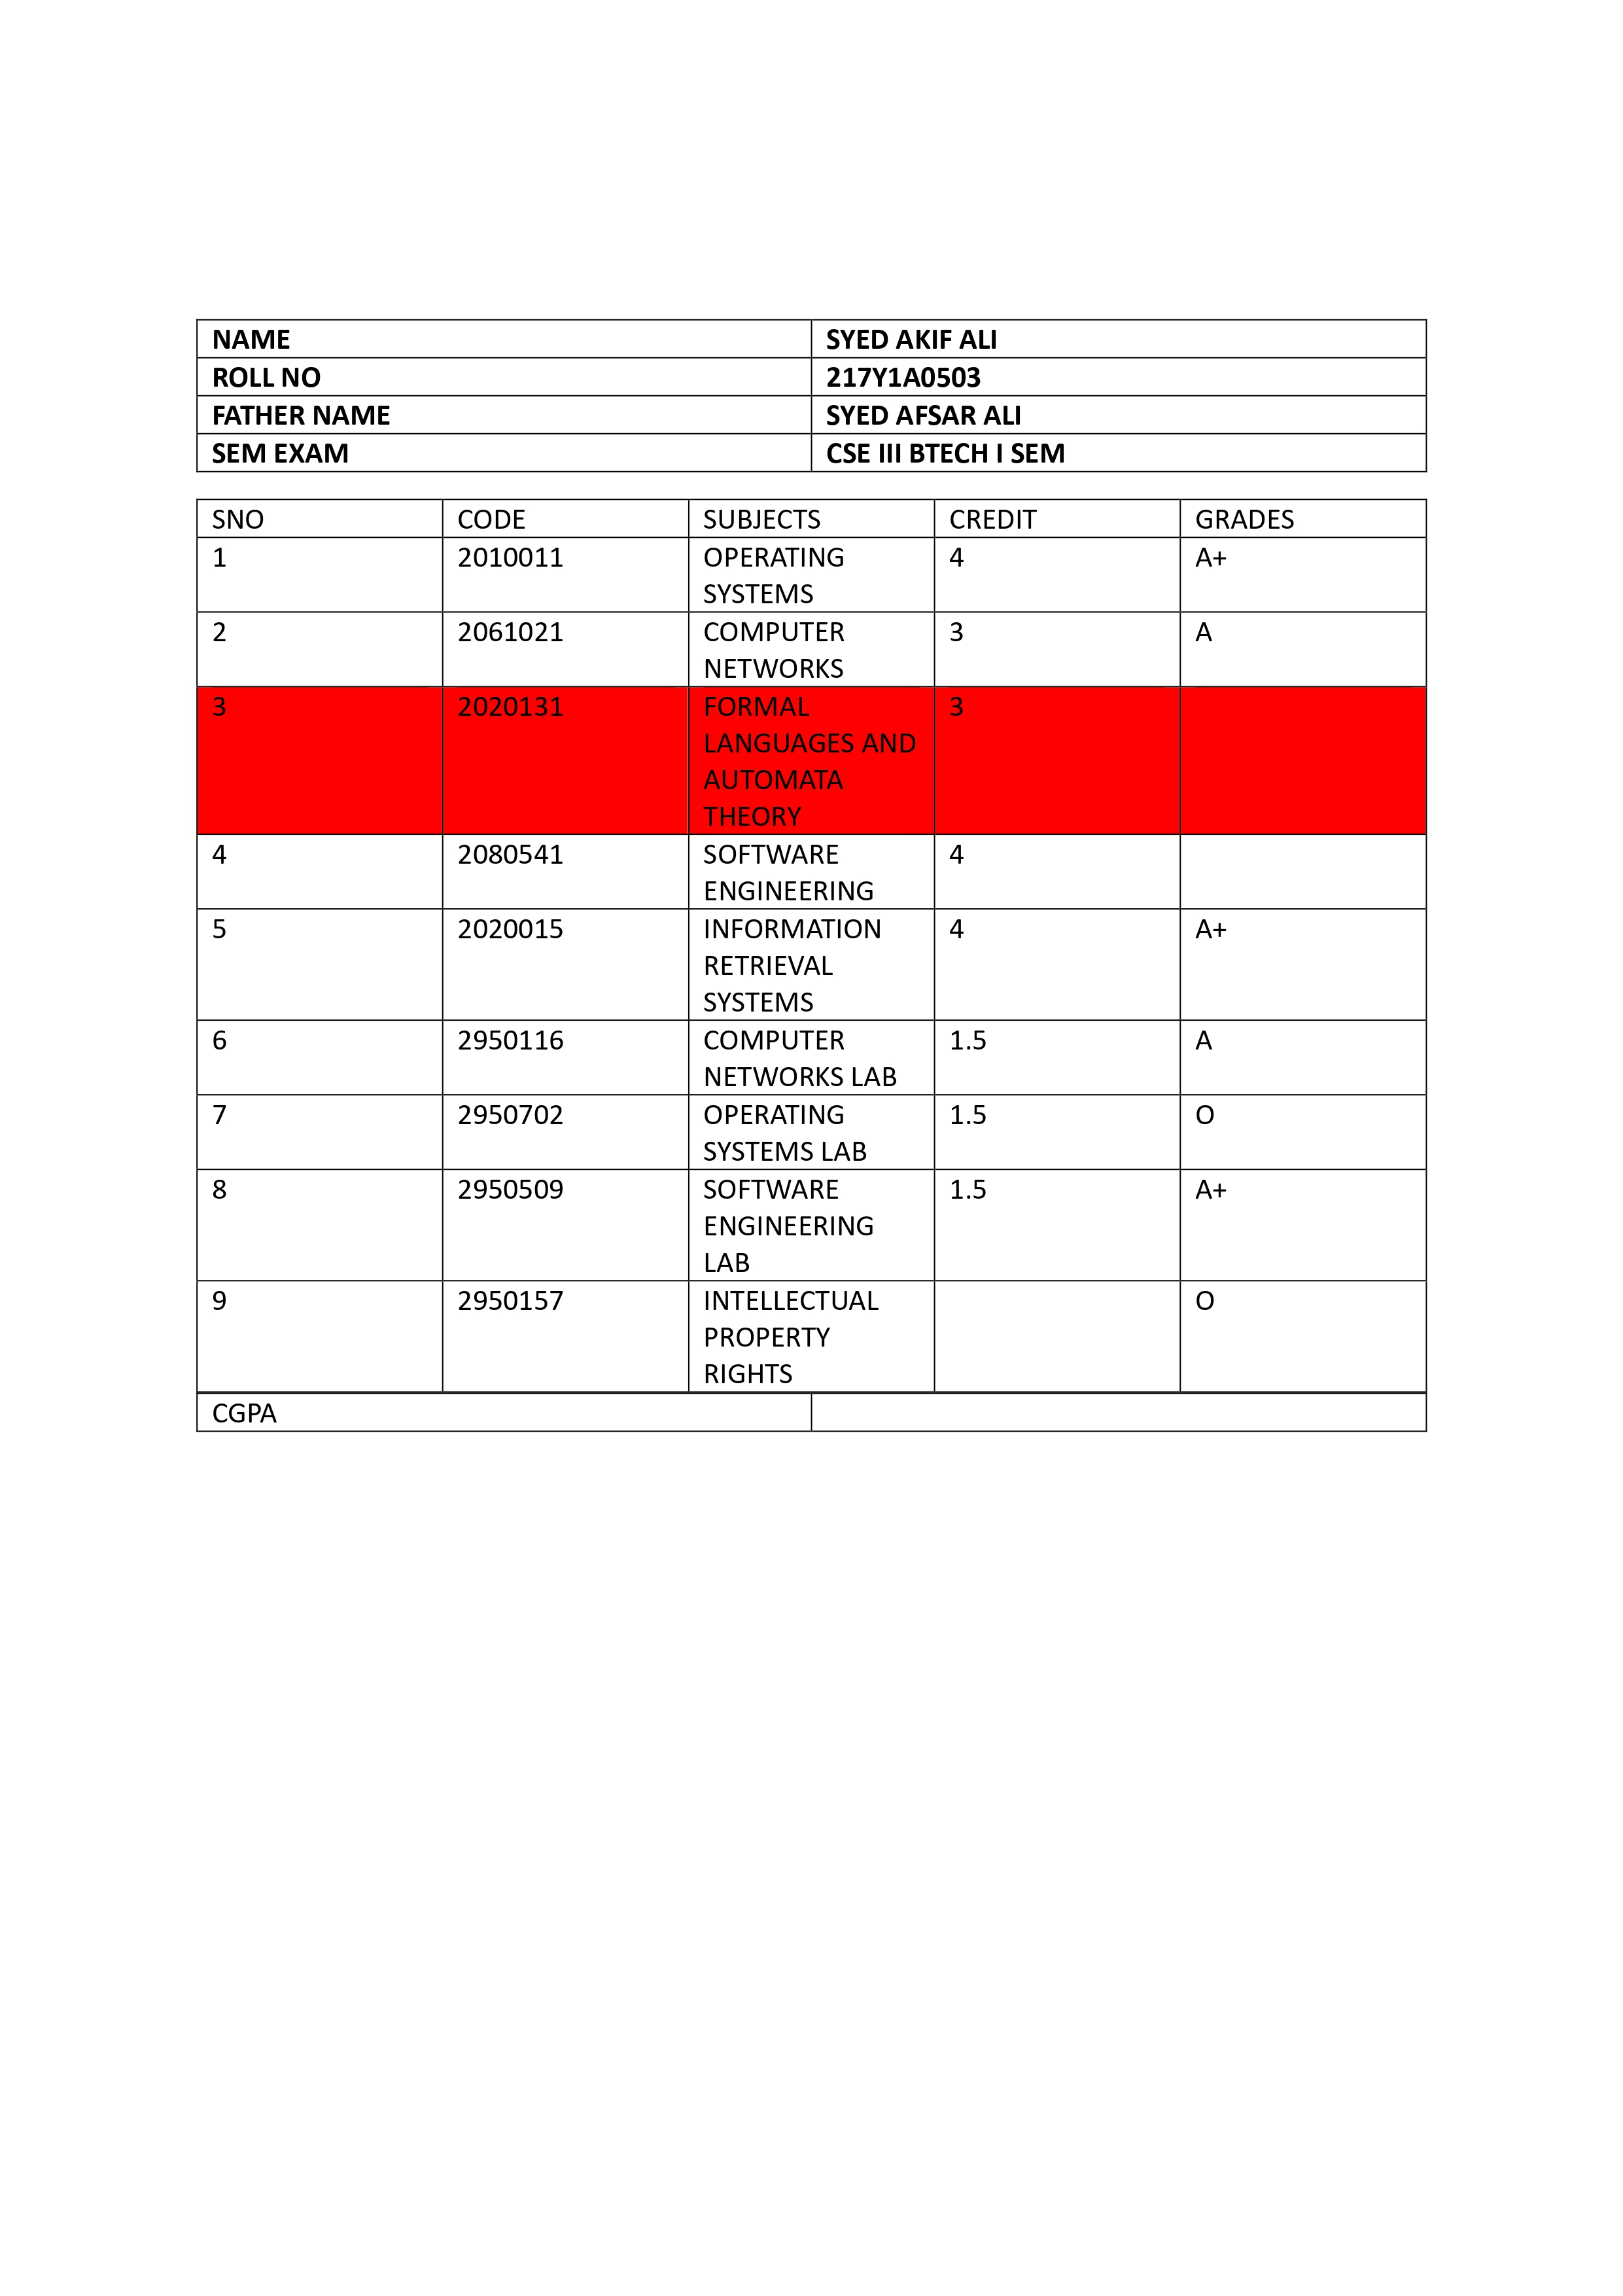 NAME SYED AKIF ALI
ROLL NO 217Y1A0503
FATHER NAME SYED AFSAR ALI
SEM EXAM CSE III BTECH I SEM
SNO CODE SUBJECTS CREDIT GRADES
1 2010011 OPERATING 4 A+
SYSTEMS
2 2061021 COMPUTER 3 A
NETWORKS
3 2020131 FORMAL 3
LANGUAGES AND
AUTOMATA
THEORY
4 2080541 SOFTWARE 4
ENGINEERING
5 2020015 INFORMATION 4 A+
RETRIEVAL
SYSTEMS
6 2950116 COMPUTER 1.5 A
NETWORKS LAB
7 2950702 OPERATING 1.5 O
SYSTEMS LAB
8 2950509 SOFTWARE 1.5 A+
ENGINEERING
LAB
9 2950157 INTELLECTUAL O
PROPERTY
RIGHTS
CGPA